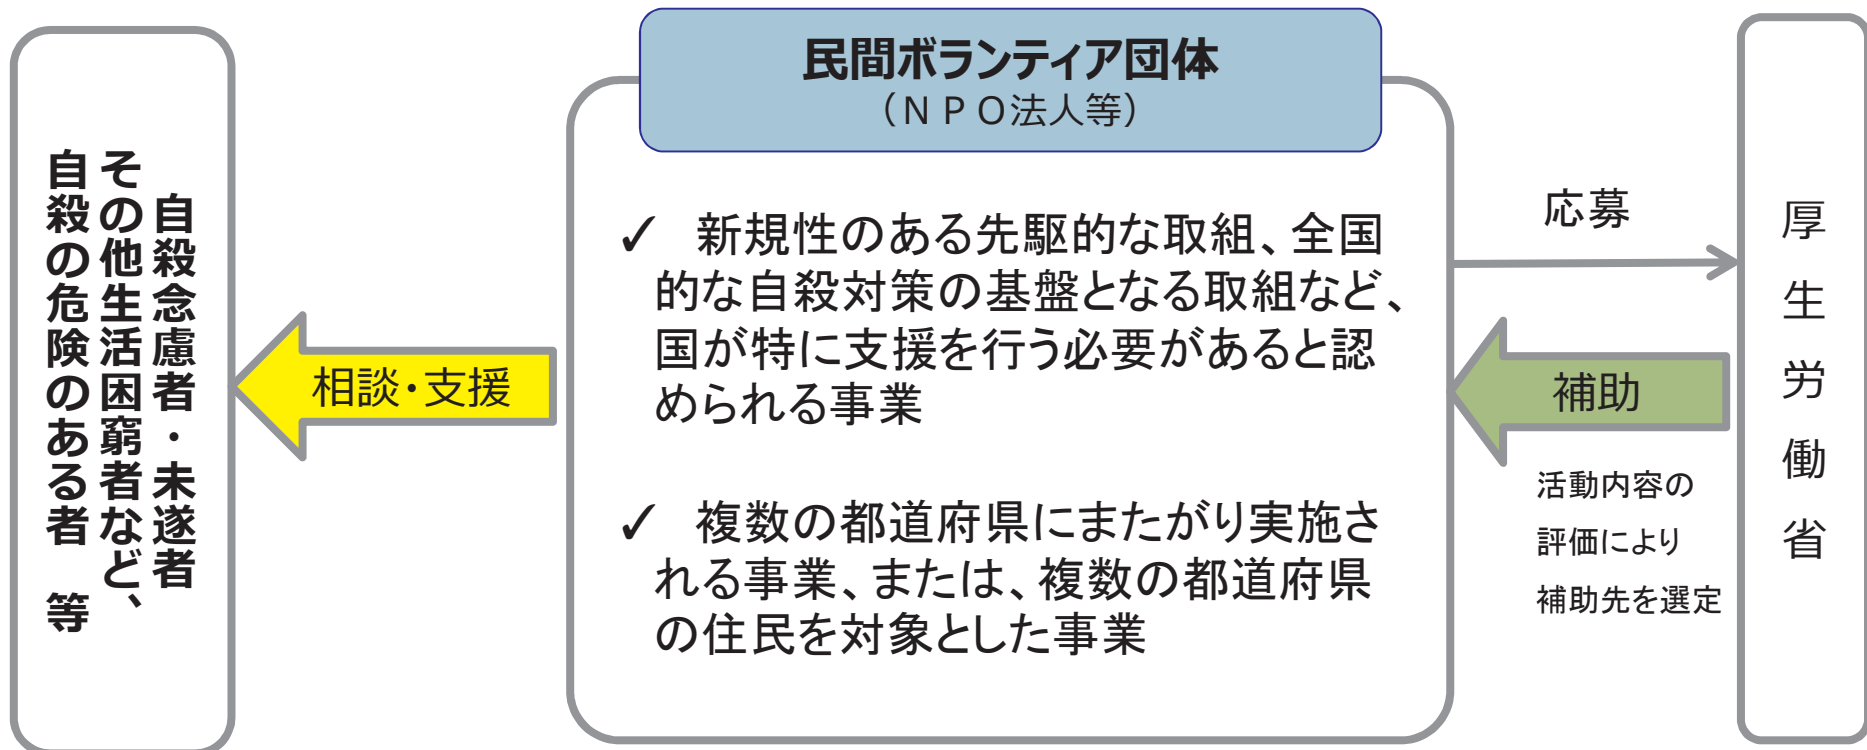 自殺念慮者・未遂者
その他生活困窮者など、
自殺の危険のある者　等
相談・支援
民間ボランティア団体
（ＮＰＯ法人等）
✓　新規性のある先駆的な取組、全国
的な自殺対策の基盤となる取組など、
国が特に支援を行う必要があると認
められる事業
✓　複数の都道府県にまたがり実施さ
れる事業、または、複数の都道府県
の住民を対象とした事業
応募
補助
活動内容の
評価により
補助先を選定
厚生労働省